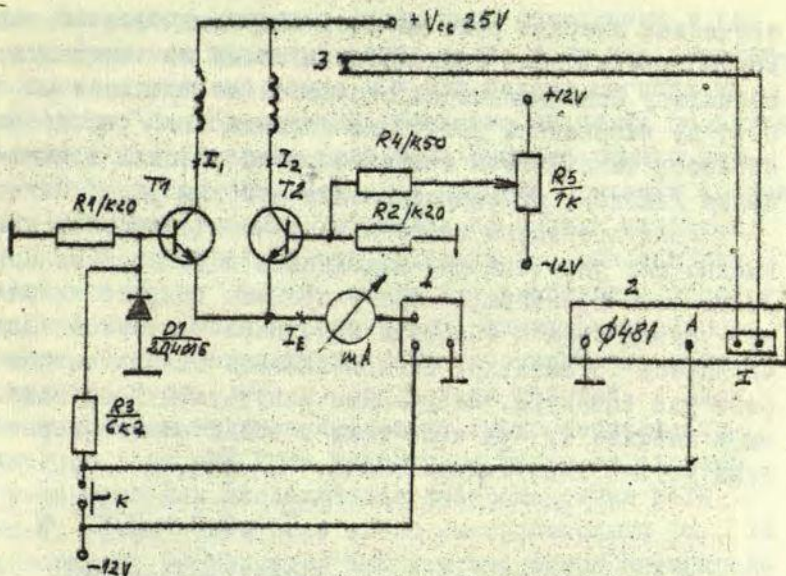 +Vcc 25V
3
+12V
I₁
I₂
R4/K50
T1
T2
R5
1K
R1/K20
R2/K20
-12V
1
2
D1
2Д401Б
IE
mA
Ф481
A
I
R3
6K2
K
-12V